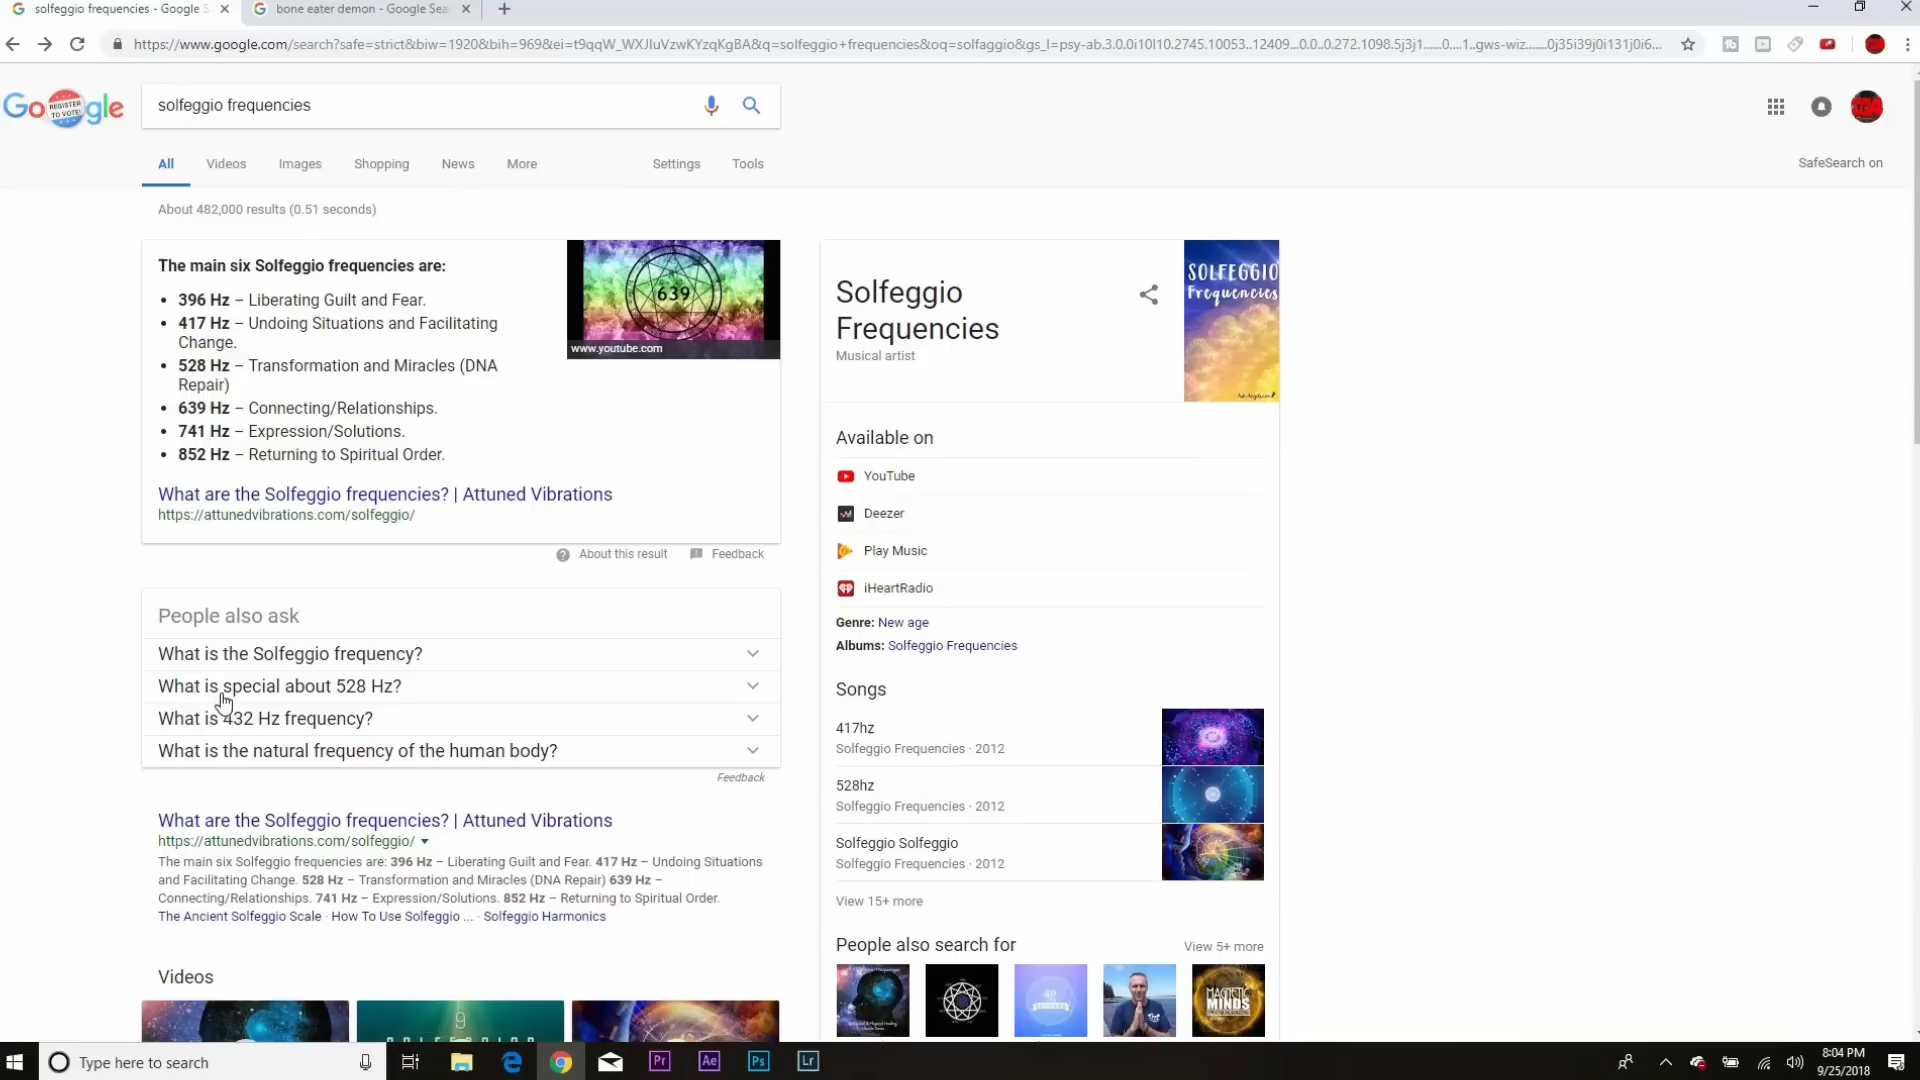 solfeggio frequencies - Google S
bone eater demon - Google Sea
https://www.google.com/search?safe=strict&biw=1920&bih=969&ei=t9qqW_WXJIuVzwKYzqKgBA&q=solfeggio+frequencies&oq=solfaggio&gs_l=psy-ab.3.0.0i10l10.2745.10053..12409...0.0..0.272.1098.5j3j1......0....1..gws-wiz.......0j35i39j0i131j0i6...
Google
REGISTER
TO VOTE!
solfeggio frequencies
All Videos Images Shopping News More Settings Tools
SafeSearch on
About 482,000 results (0.51 seconds)
The main six Solfeggio frequencies are:
• 396 Hz – Liberating Guilt and Fear.
• 417 Hz – Undoing Situations and Facilitating
Change.
• 528 Hz – Transformation and Miracles (DNA
Repair)
• 639 Hz – Connecting/Relationships.
• 741 Hz – Expression/Solutions.
• 852 Hz – Returning to Spiritual Order.
639
www.youtube.com
What are the Solfeggio frequencies? | Attuned Vibrations
https://attunedvibrations.com/solfeggio/
About this result Feedback
People also ask
What is the Solfeggio frequency?
What is special about 528 Hz?
What is 432 Hz frequency?
What is the natural frequency of the human body?
Feedback
What are the Solfeggio frequencies? | Attuned Vibrations
https://attunedvibrations.com/solfeggio/
The main six Solfeggio frequencies are: 396 Hz – Liberating Guilt and Fear. 417 Hz – Undoing Situations
and Facilitating Change. 528 Hz – Transformation and Miracles (DNA Repair) 639 Hz –
Connecting/Relationships. 741 Hz – Expression/Solutions. 852 Hz – Returning to Spiritual Order.
The Ancient Solfeggio Scale · How To Use Solfeggio ... · Solfeggio Harmonics
Videos
9
Solfeggio
Frequencies
Musical artist
SOLFEGGIO
Frequencies
Available on
YouTube
Deezer
Play Music
iHeartRadio
Genre: New age
Albums: Solfeggio Frequencies
Songs
417hz
Solfeggio Frequencies · 2012
528hz
Solfeggio Frequencies · 2012
Solfeggio Solfeggio
Solfeggio Frequencies · 2012
View 15+ more
People also search for
View 5+ more
MAGNETIC
MINDS
Type here to search
Pr
Ae
Ps
Lr
8:04 PM
9/25/2018